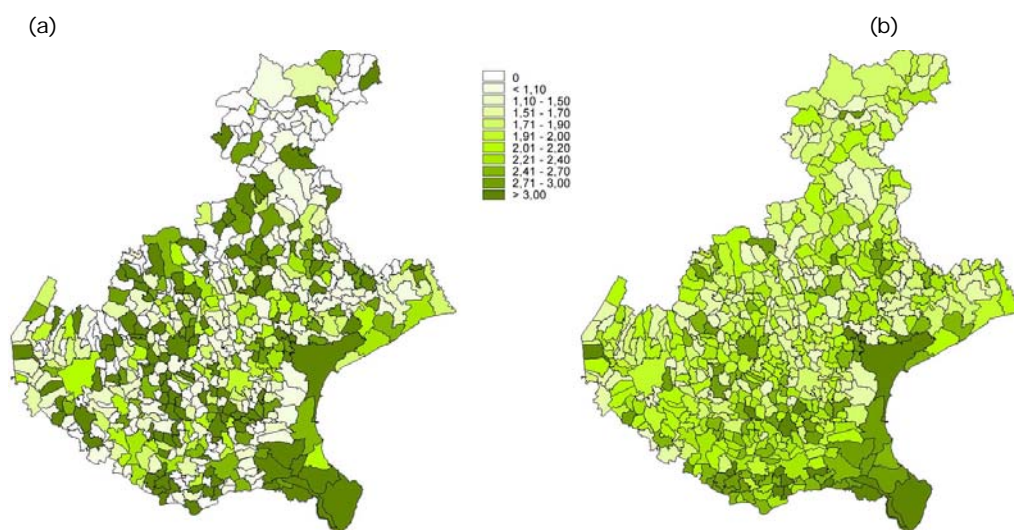 (a)
(b)
0
< 1,10
1,10 - 1,50
1,51 - 1,70
1,71 - 1,90
1,91 - 2,00
2,01 - 2,20
2,21 - 2,40
2,41 - 2,70
2,71 - 3,00
> 3,00